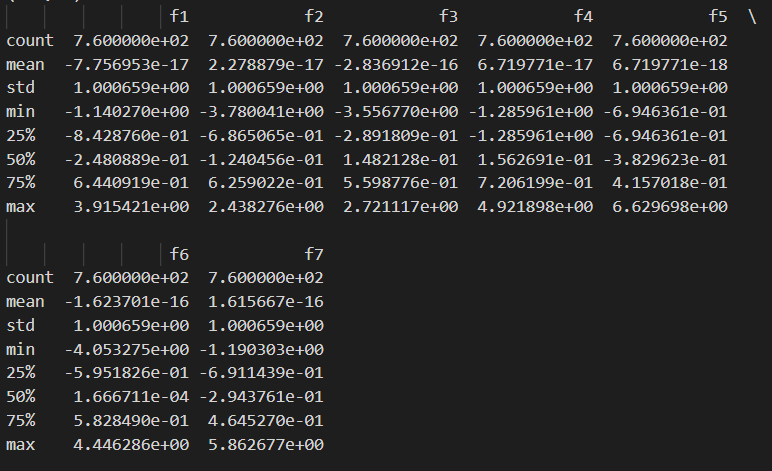 f1 f2 f3 f4 f5 \
count 7.600000e+02 7.600000e+02 7.600000e+02 7.600000e+02 7.600000e+02
mean -7.756953e-17 2.278879e-17 -2.836912e-16 6.719771e-17 6.719771e-18
std 1.000659e+00 1.000659e+00 1.000659e+00 1.000659e+00 1.000659e+00
min -1.140270e+00 -3.780041e+00 -3.556770e+00 -1.285961e+00 -6.946361e-01
25% -8.428760e-01 -6.865065e-01 -2.891809e-01 -1.285961e+00 -6.946361e-01
50% -2.480889e-01 -1.240456e-01 1.482128e-01 1.562691e-01 -3.829623e-01
75% 6.440919e-01 6.259022e-01 5.598776e-01 7.206199e-01 4.157018e-01
max 3.915421e+00 2.438276e+00 2.721117e+00 4.921898e+00 6.629698e+00
f6 f7
count 7.600000e+02 7.600000e+02
mean -1.623701e-16 1.615667e-16
std 1.000659e+00 1.000659e+00
min -4.053275e+00 -1.190303e+00
25% -5.951826e-01 -6.911439e-01
50% 1.666711e-04 -2.943761e-01
75% 5.828490e-01 4.645270e-01
max 4.446286e+00 5.862677e+00